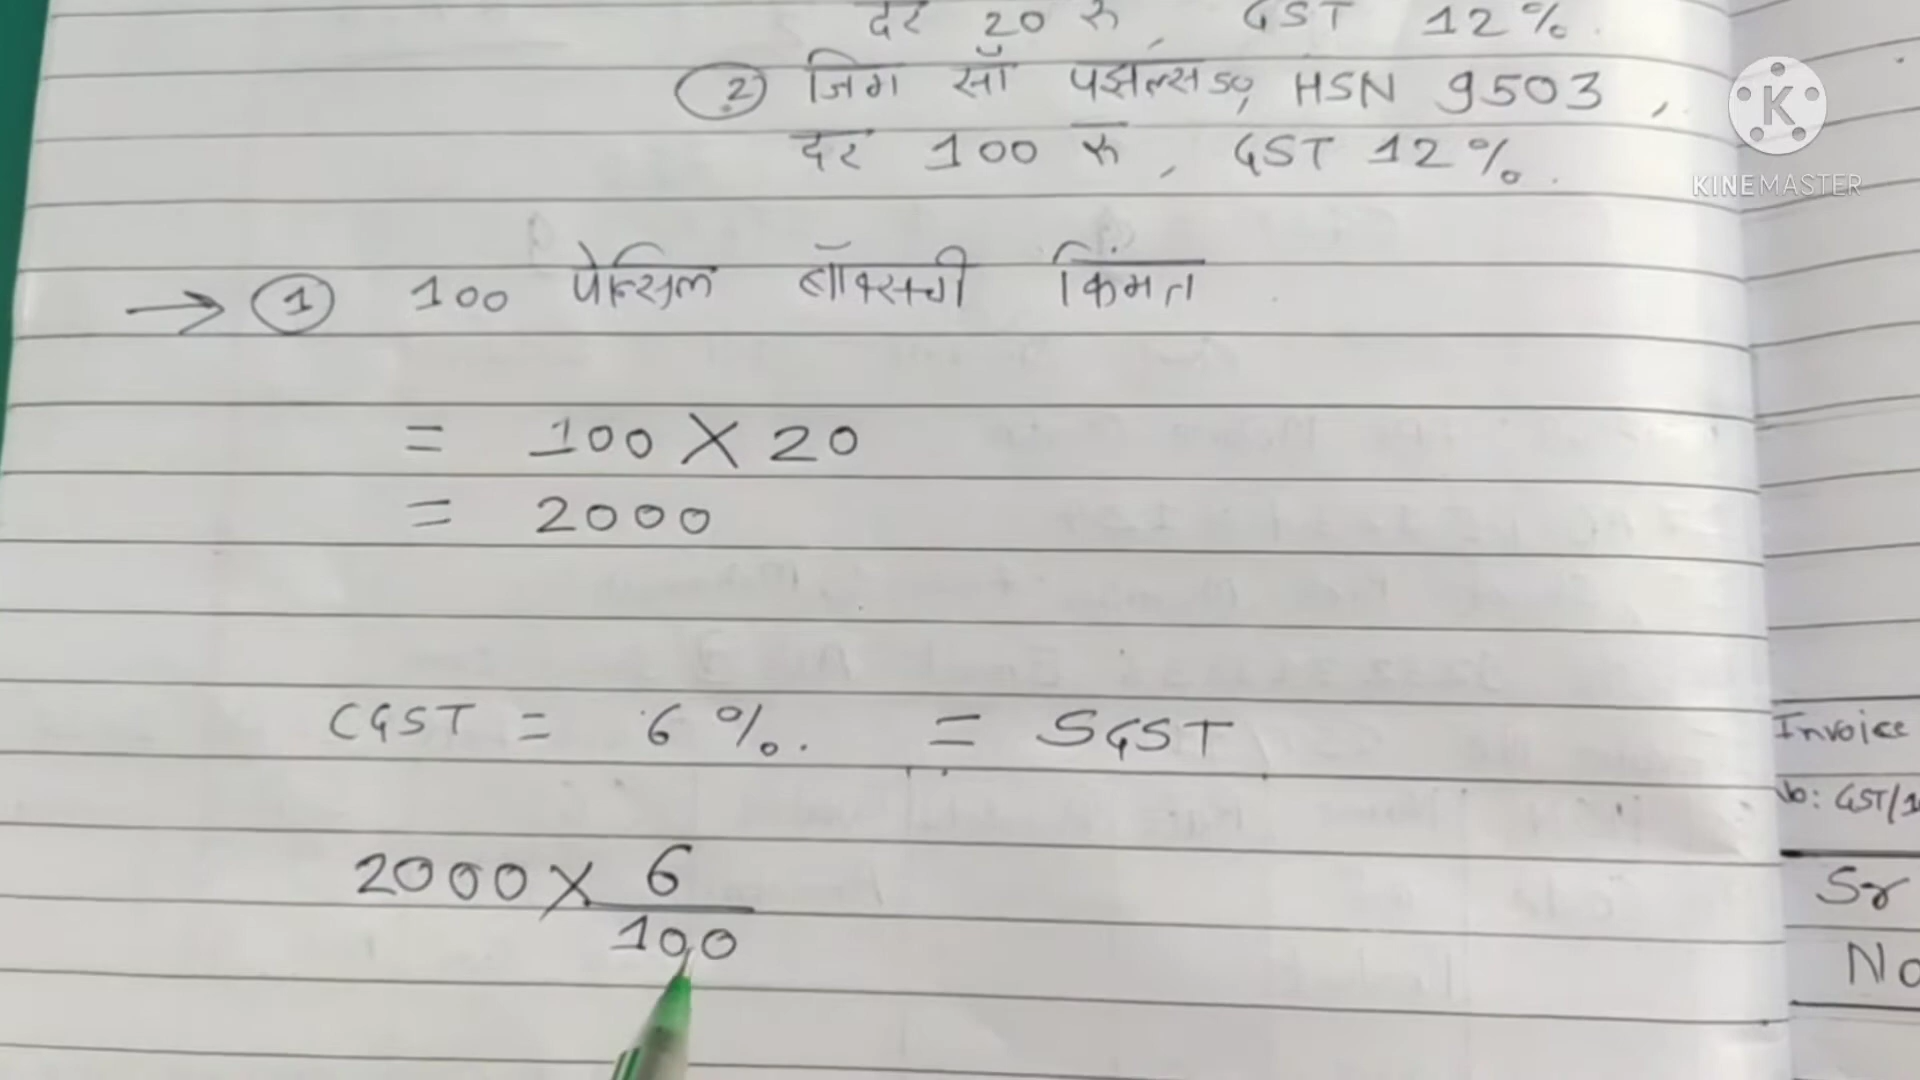 दर 20 रु, GST 12%.
② जिग सॉ पझल्स 50, HSN 9503,
दर 100 रु, GST 12%.
KINEMASTER
→ ① 100 पेन्सिल बॉक्सची किंमत
= 100 X 20
= 2000
CGST = 6%. = SGST
2000 × 6/100
Invoice
No: GST/1
Sr
No